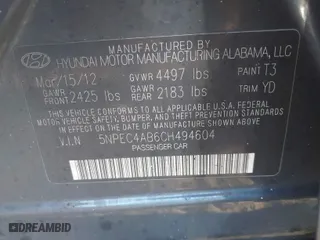 MANUFACTURED BY
HYUNDAI MOTOR MANUFACTURING ALABAMA, LLC
Mar/15/12 GVWR 4497 lbs PAINT T3
GAWR FRONT 2425 lbs GAWR REAR 2183 lbs TRIM YD
THIS VEHICLE CONFORMS TO ALL APPLICABLE U.S. FEDERAL
MOTOR VEHICLE SAFETY, BUMPER, AND THEFT PREVENTION
STANDARDS IN EFFECT ON THE DATE OF MANUFACTURE SHOWN ABOVE.
V.I.N 5NPEC4AB6CH494604
PASSENGER CAR